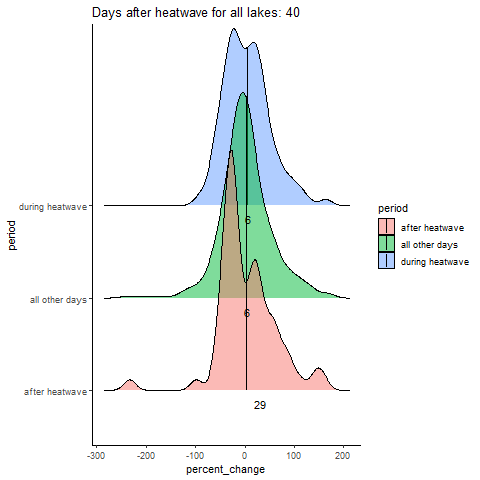 Days after heatwave for all lakes: 40
during heatwave
6
all other days
6
after heatwave
29
period
-300
-200
-100
0
100
200
percent_change
period
after heatwave
all other days
during heatwave